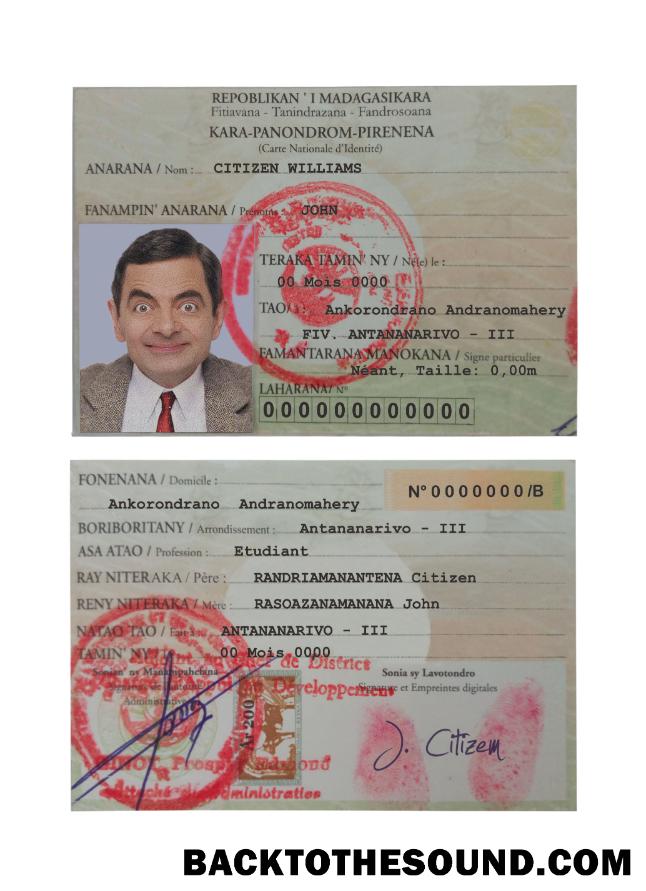 REPOBLIKAN ' I MADAGASIKARA
Fitiavana - Tanindrazana - Fandrosoana
KARA-PANONDROM-PIRENENA
(Carte Nationale d'Identité)
ANARANA / Nom : CITIZEN WILLIAMS
FANAMPIN' ANARANA / Prénoms : JOHN
TERAKA TAMIN' NY / Né(e) le :
00 Mois 0000
TAO / Ankorondrano Andranomahery
FIV. ANTANANARIVO - III
FAMANTARANA MANOKANA / Signe particulier
Néant, Taille: 0,00m
LAHARANA / N°
000000000000
FONENANA / Domicile :
N° 0000000/B
Ankorondrano Andranomahery
BORIBORITANY / Arrondissement : Antananarivo - III
ASA ATAO / Profession : Etudiant
RAY NITERAKA / Père : RANDRIAMANANTENA Citizen
RENY NITERAKA / Mère : RASOAZANAMANANA John
NATAO TAO / Fait à : ANTANANARIVO - III
TAMIN' NY 00 Mois 0000
de District
Développement
Sonia sy Lavotondro
Signature et Empreintes digitales
Ar 200
J. Citizem
Prosper
Administration
BACKTOTHESOUND.COM